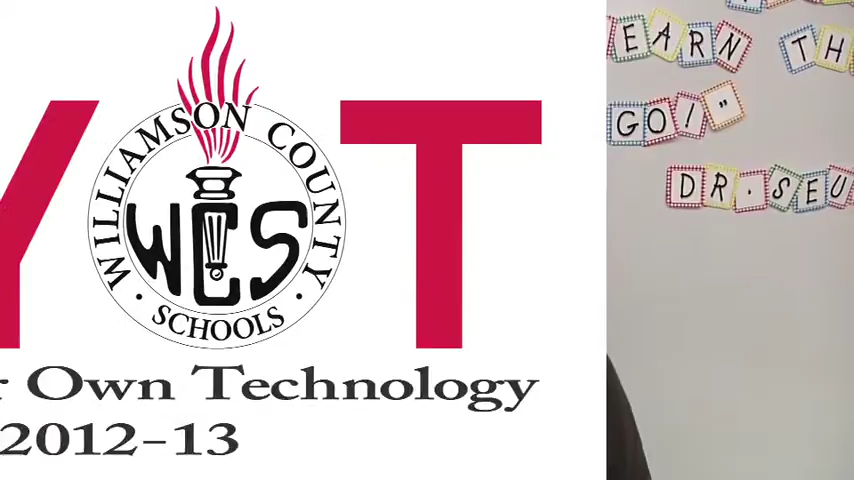 Y T
WILLIAMSON COUNTY
WCS
· SCHOOLS ·
r Own Technology
2012-13
EARN TH
GO!"
DR. SEU